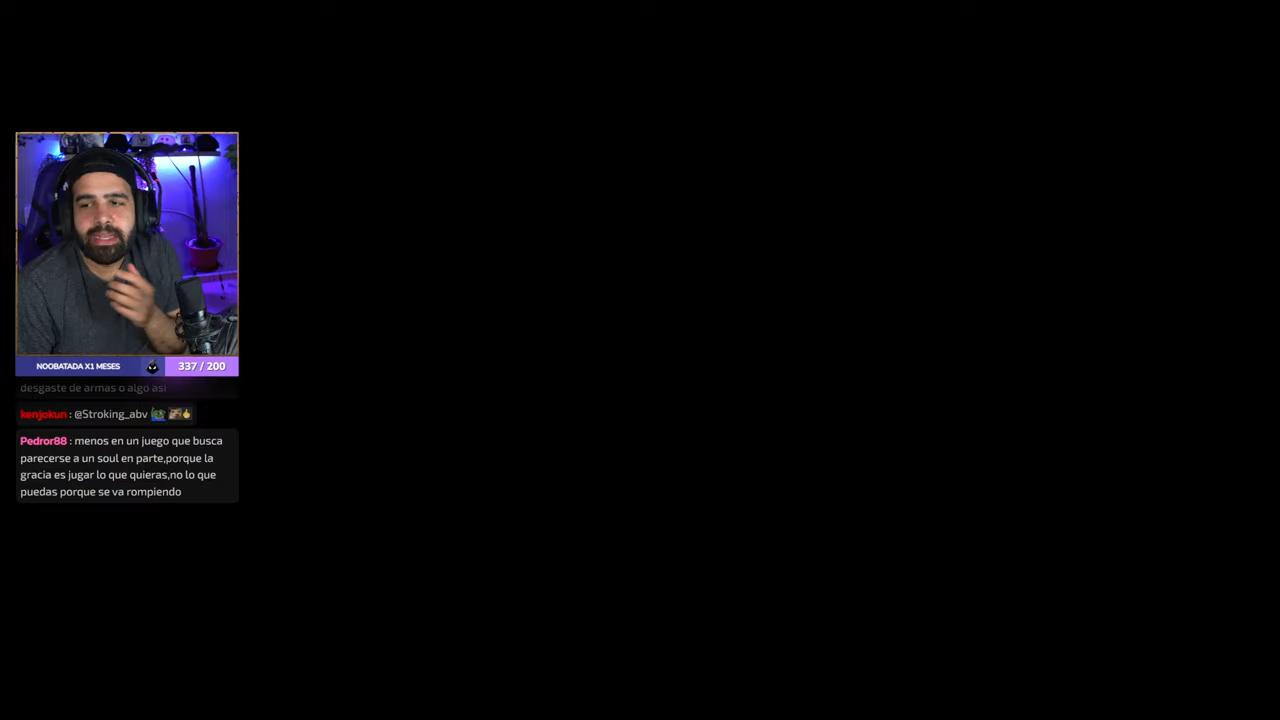 NOOBATADA X1 MESES
337 / 200
desgaste de armas o algo asi
kenjokun : @Stroking_abv
Pedror88 : menos en un juego que busca
parecerse a un soul en parte,porque la
gracia es jugar lo que quieras,no lo que
puedas porque se va rompiendo